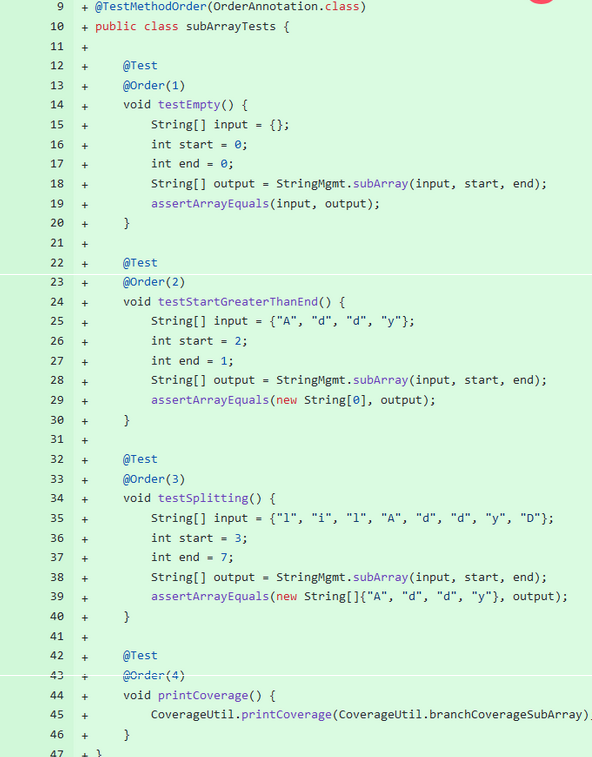 9 + @TestMethodOrder(OrderAnnotation.class)
10 + public class subArrayTests {
11 +
12 +     @Test
13 +     @Order(1)
14 +     void testEmpty() {
15 +         String[] input = {};
16 +         int start = 0;
17 +         int end = 0;
18 +         String[] output = StringMgmt.subArray(input, start, end);
19 +         assertArrayEquals(input, output);
20 +     }
21 +
22 +     @Test
23 +     @Order(2)
24 +     void testStartGreaterThanEnd() {
25 +         String[] input = {"A", "d", "d", "y"};
26 +         int start = 2;
27 +         int end = 1;
28 +         String[] output = StringMgmt.subArray(input, start, end);
29 +         assertArrayEquals(new String[0], output);
30 +     }
31 +
32 +     @Test
33 +     @Order(3)
34 +     void testSplitting() {
35 +         String[] input = {"l", "i", "l", "A", "d", "d", "y", "D"};
36 +         int start = 3;
37 +         int end = 7;
38 +         String[] output = StringMgmt.subArray(input, start, end);
39 +         assertArrayEquals(new String[]{"A", "d", "d", "y"}, output);
40 +     }
41 +
42 +     @Test
43 +     @Order(4)
44 +     void printCoverage() {
45 +         CoverageUtil.printCoverage(CoverageUtil.branchCoverageSubArray);
46 +     }
47 + }